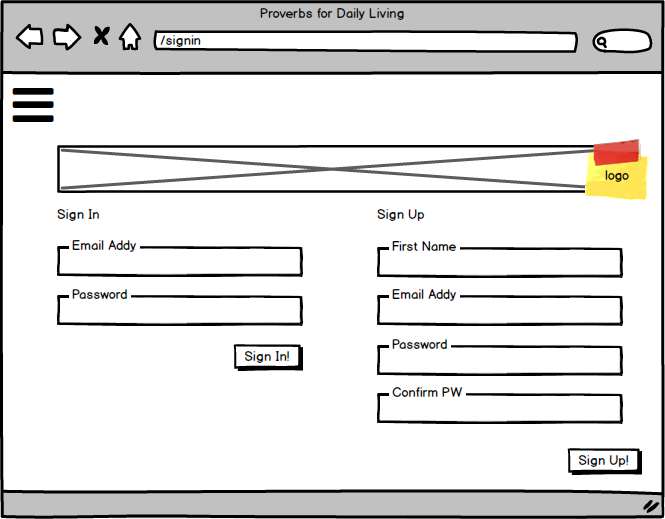 Proverbs for Daily Living
/signin
logo
Sign In
Email Addy
Password
Sign In!
Sign Up
First Name
Email Addy
Password
Confirm PW
Sign Up!